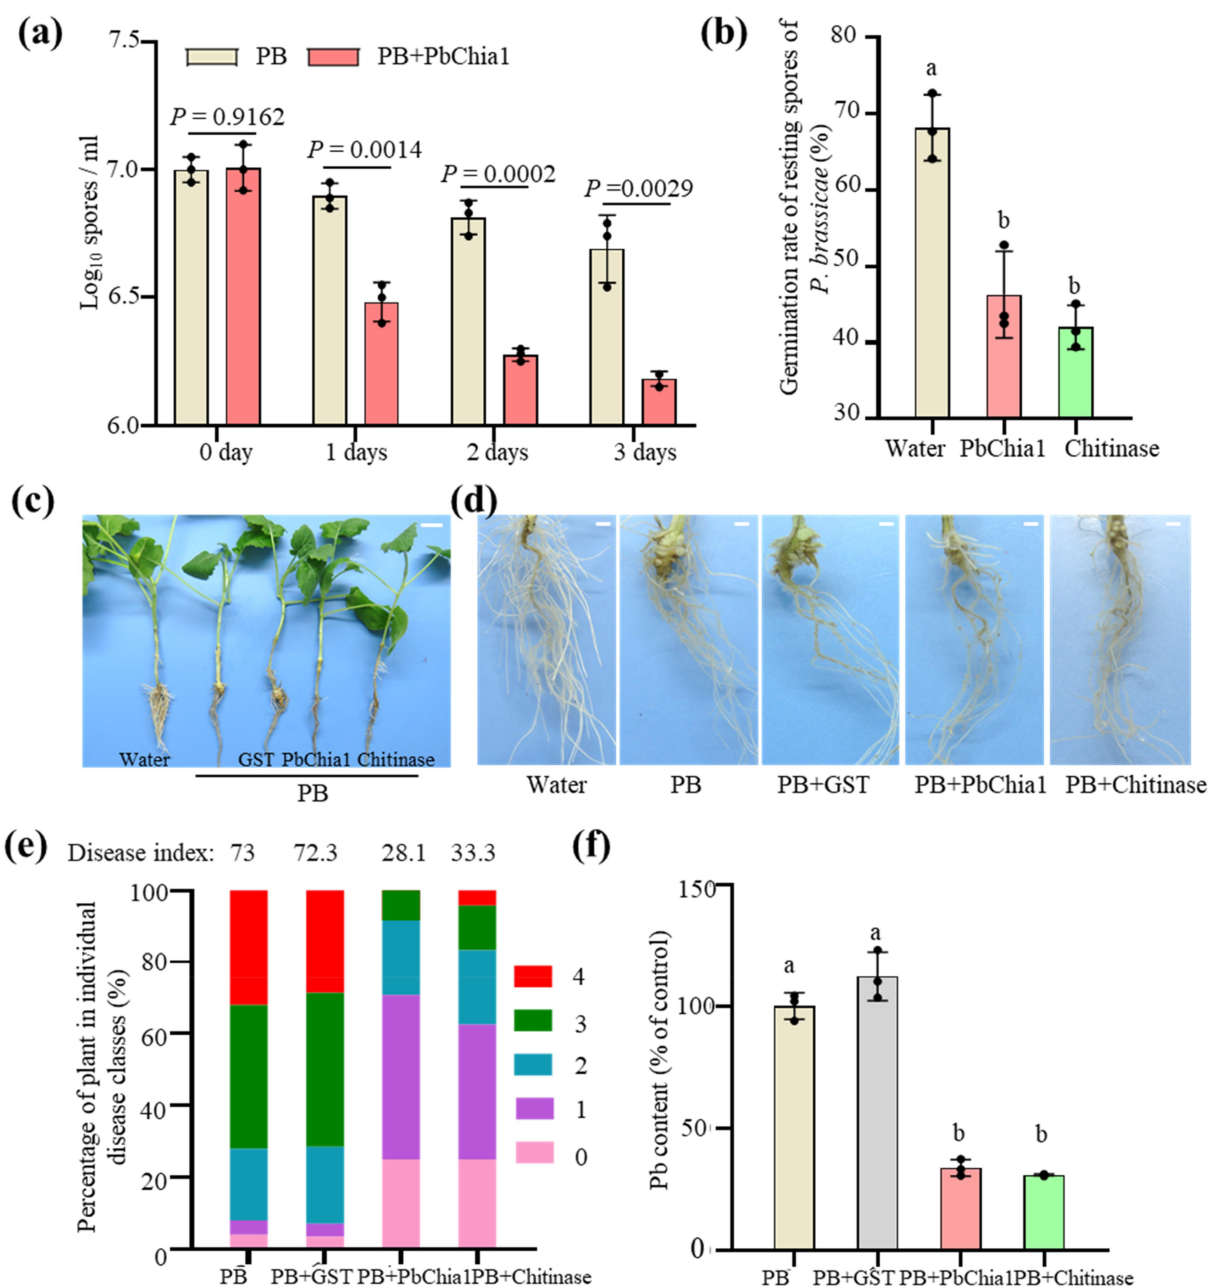 (a)
7.5
7.0
6.5
6.0
Log10 spores / ml
PB
PB+PbChia1
P = 0.9162
P = 0.0014
P = 0.0002
P =0.0029
0 day
1 days
2 days
3 days
(b)
80
70
60
50
40
30
Germination rate of resting spores of
P. brassicae (%)
a
b
b
Water
PbChia1
Chitinase
(c)
Water
GST PbChia1 Chitinase
PB
(d)
Water
PB
PB+GST
PB+PbChia1
PB+Chitinase
(e)
Disease index: 73 72.3 28.1 33.3
100
80
60
40
20
0
Percentage of plant in individual
disease classes (%)
4
3
2
1
0
PB
PB+GST
PB+PbChia1
PB+Chitinase
(f)
150
100
50
0
Pb content (% of control)
a
a
b
b
PB
PB+GST
PB+PbChia1
PB+Chitinase